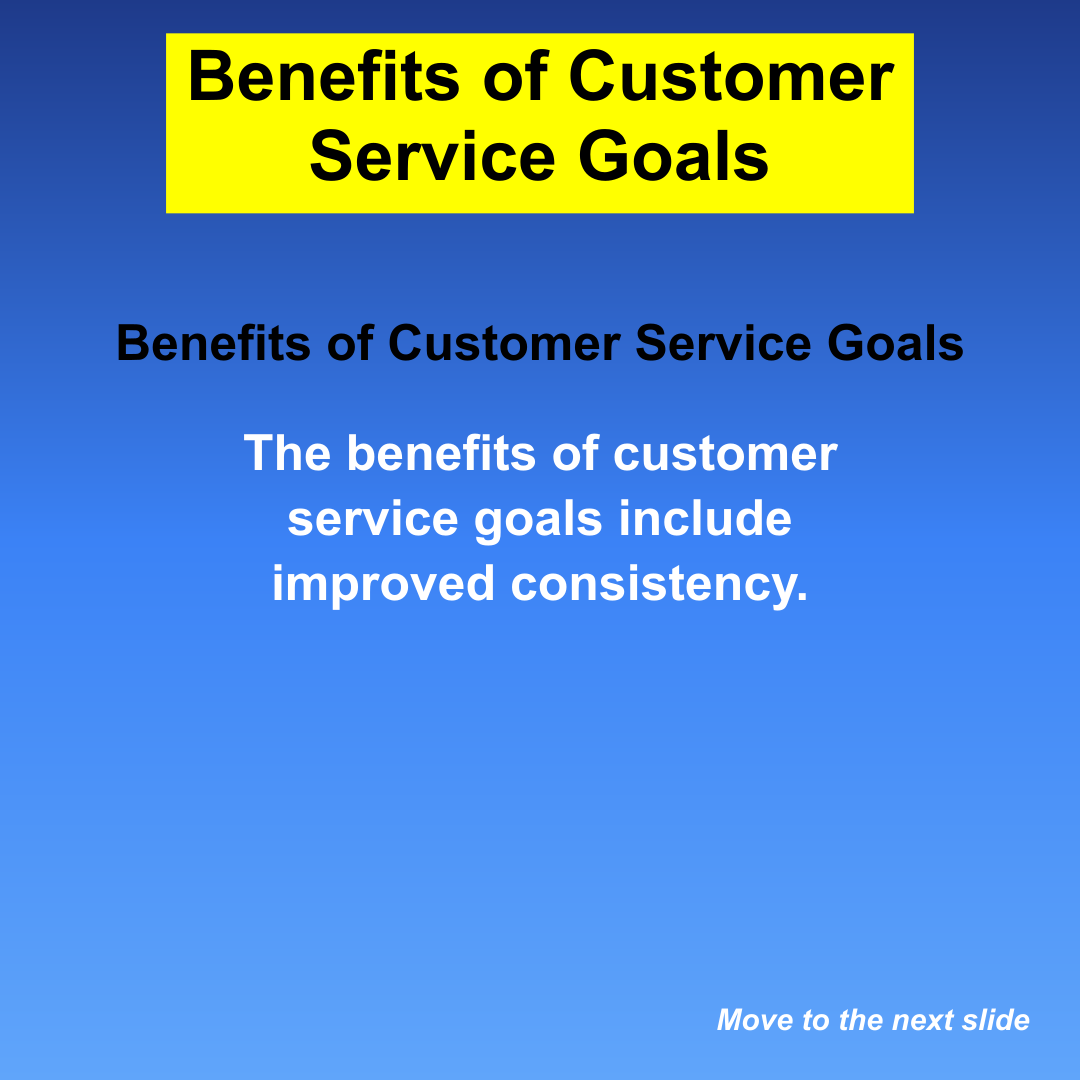 Benefits of Customer
Service Goals
Benefits of Customer Service Goals
The benefits of customer
service goals include
improved consistency.
Move to the next slide